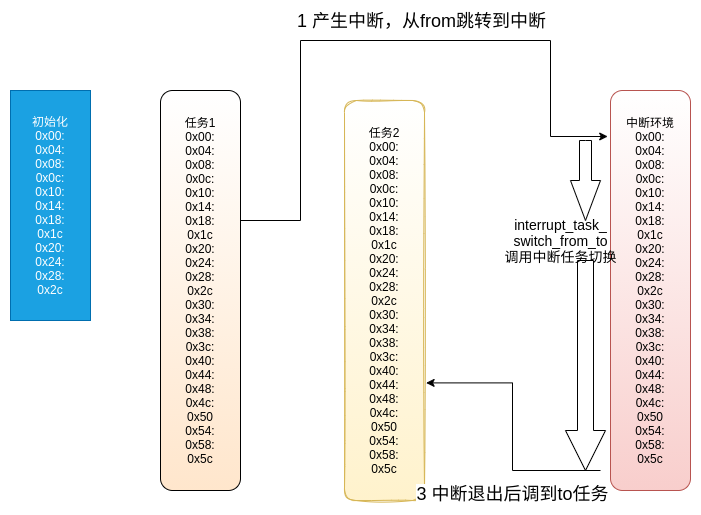 1 产生中断，从from跳转到中断
初始化
0x00:
0x04:
0x08:
0x0c:
0x10:
0x14:
0x18:
0x1c
0x20:
0x24:
0x28:
0x2c
任务1
0x00:
0x04:
0x08:
0x0c:
0x10:
0x14:
0x18:
0x1c
0x20:
0x24:
0x28:
0x2c
0x30:
0x34:
0x38:
0x3c:
0x40:
0x44:
0x48:
0x4c:
0x50
0x54:
0x58:
0x5c
任务2
0x00:
0x04:
0x08:
0x0c:
0x10:
0x14:
0x18:
0x1c
0x20:
0x24:
0x28:
0x2c
0x30:
0x34:
0x38:
0x3c:
0x40:
0x44:
0x48:
0x4c:
0x50
0x54:
0x58:
0x5c
interrupt_task_
switch_from_to
调用中断任务切换
中断环境
0x00:
0x04:
0x08:
0x0c:
0x10:
0x14:
0x18:
0x1c
0x20:
0x24:
0x28:
0x2c
0x30:
0x34:
0x38:
0x3c:
0x40:
0x44:
0x48:
0x4c:
0x50
0x54:
0x58:
0x5c
3 中断退出后调到to任务